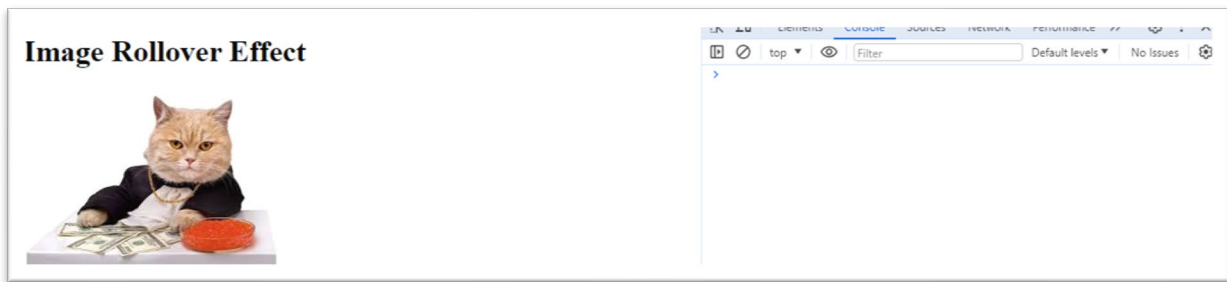 Image Rollover Effect
Elements Console Sources Network Performance
top Filter Default levels No Issues